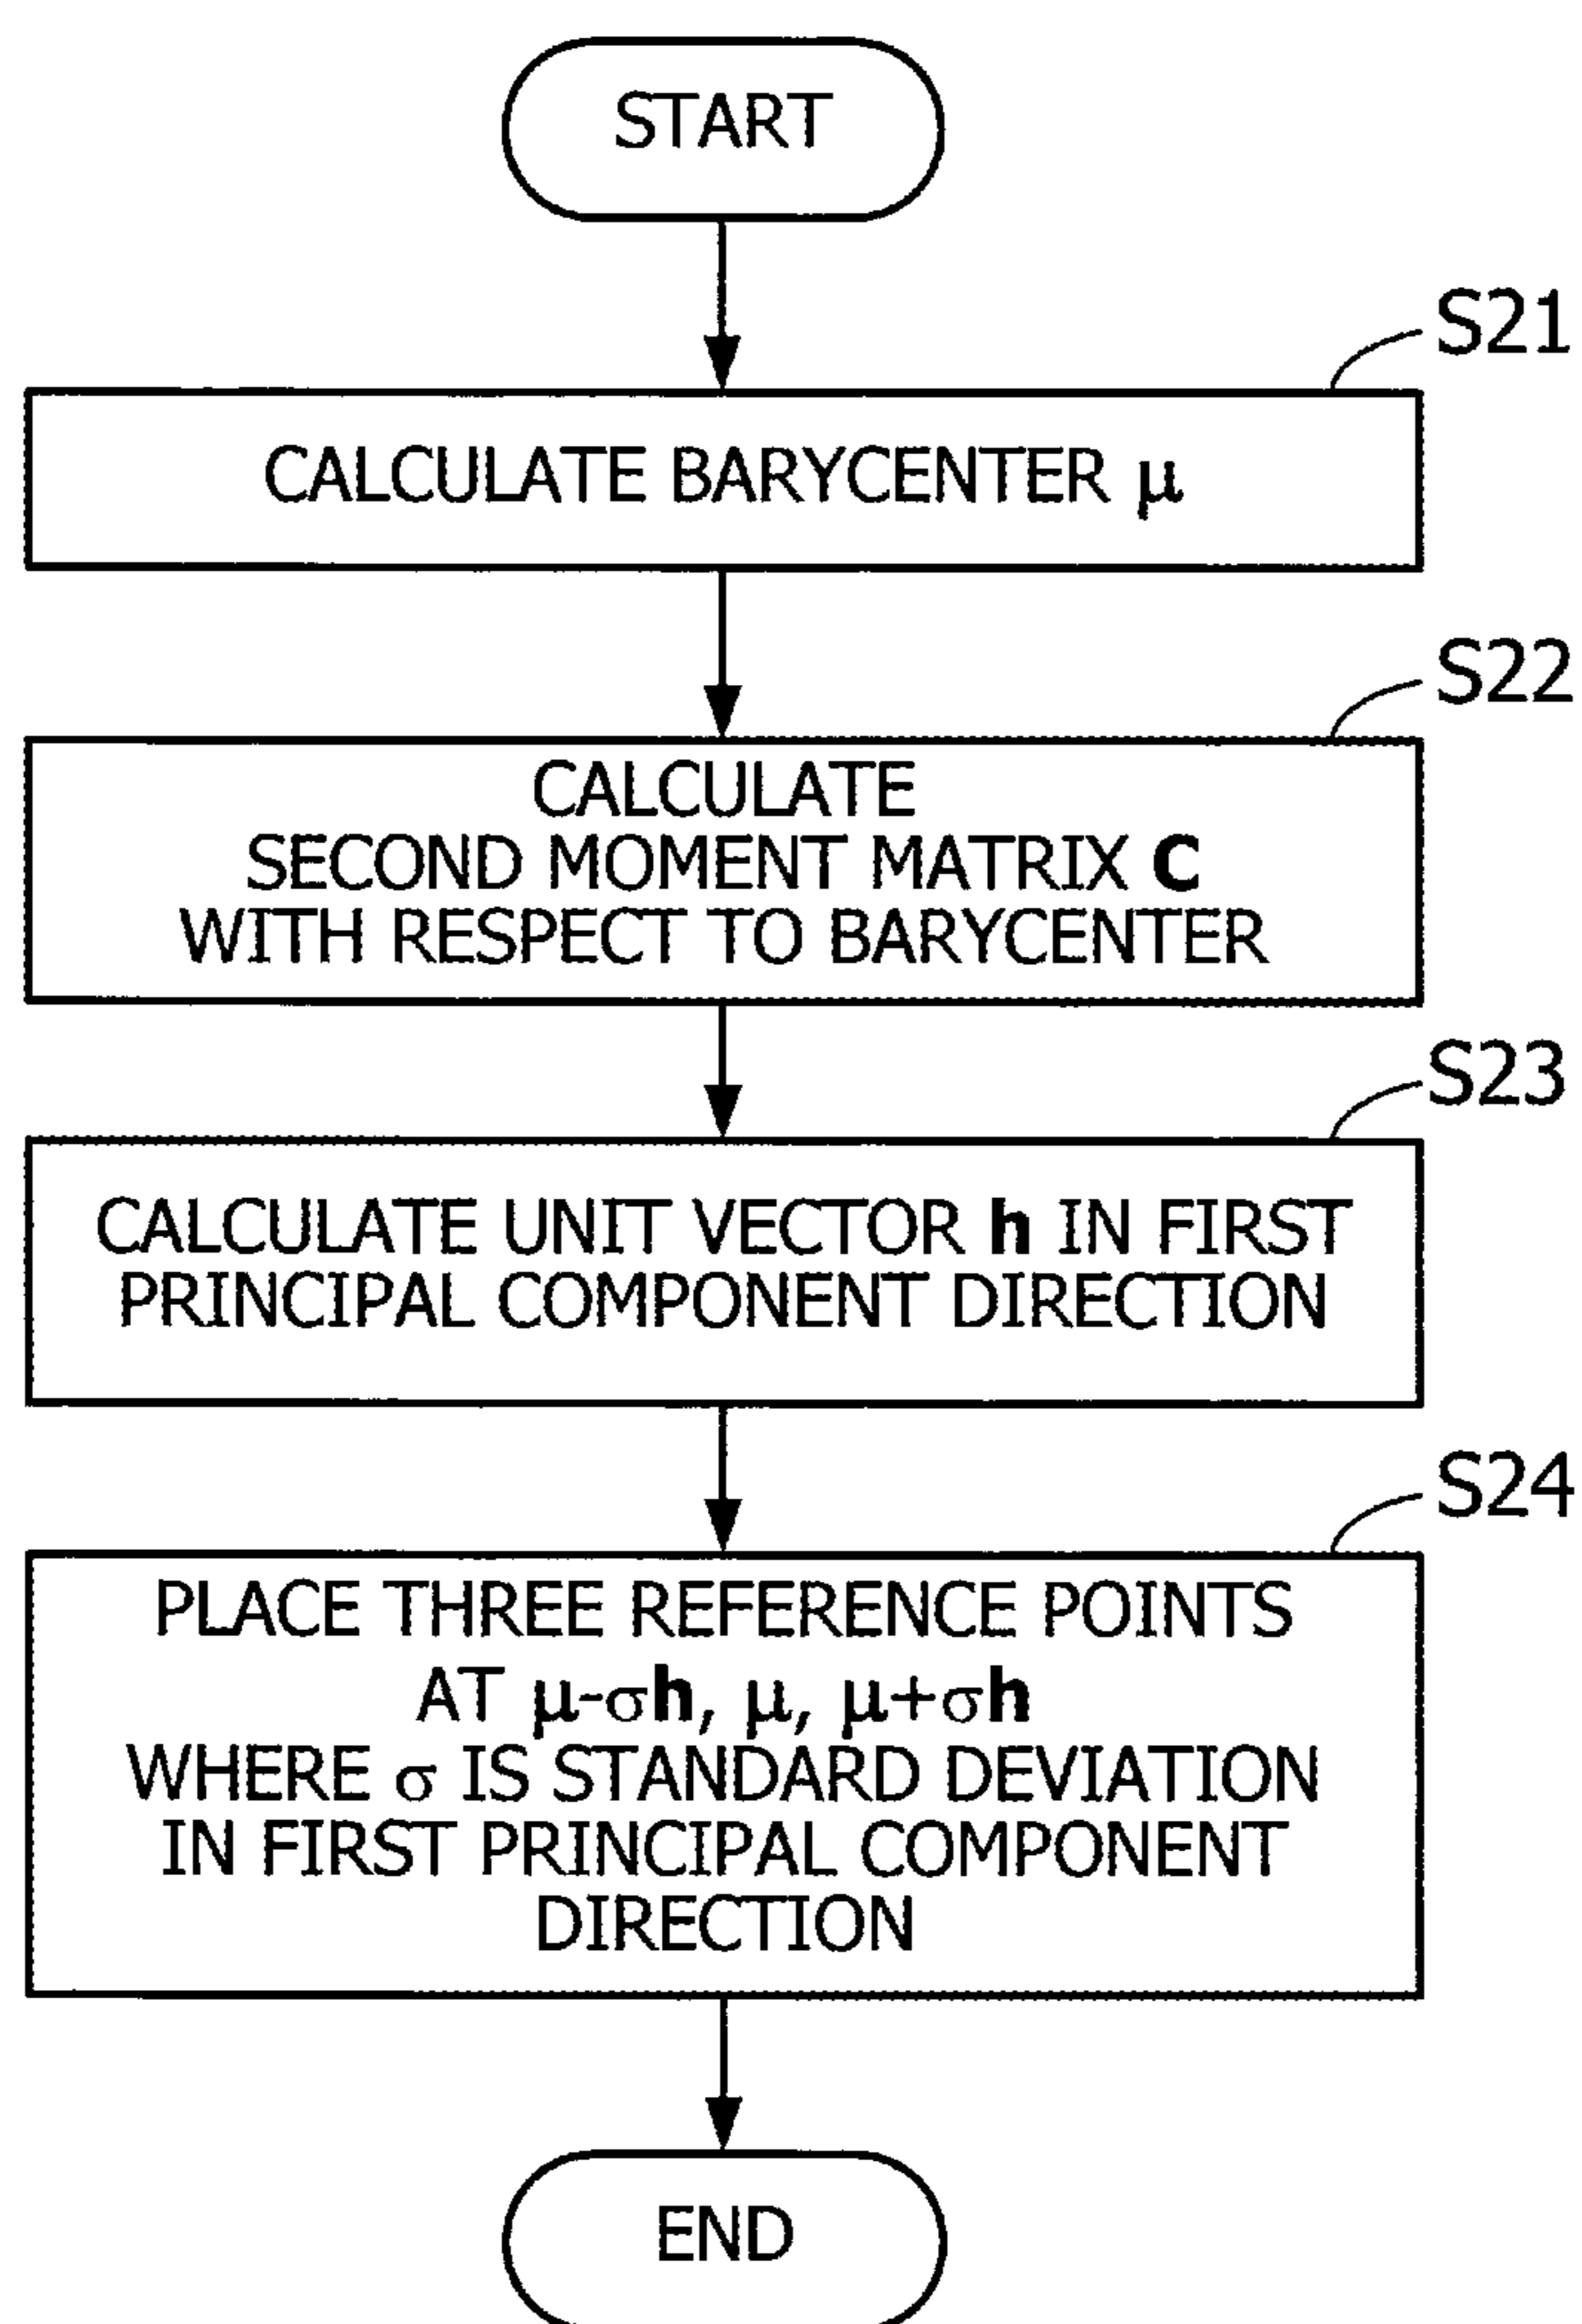 START
S21
CALCULATE BARYCENTER μ
S22
CALCULATE
SECOND MOMENT MATRIX C
WITH RESPECT TO BARYCENTER
S23
CALCULATE UNIT VECTOR h IN FIRST
PRINCIPAL COMPONENT DIRECTION
S24
PLACE THREE REFERENCE POINTS
AT μ-σh, μ, μ+σh
WHERE σ IS STANDARD DEVIATION
IN FIRST PRINCIPAL COMPONENT
DIRECTION
END